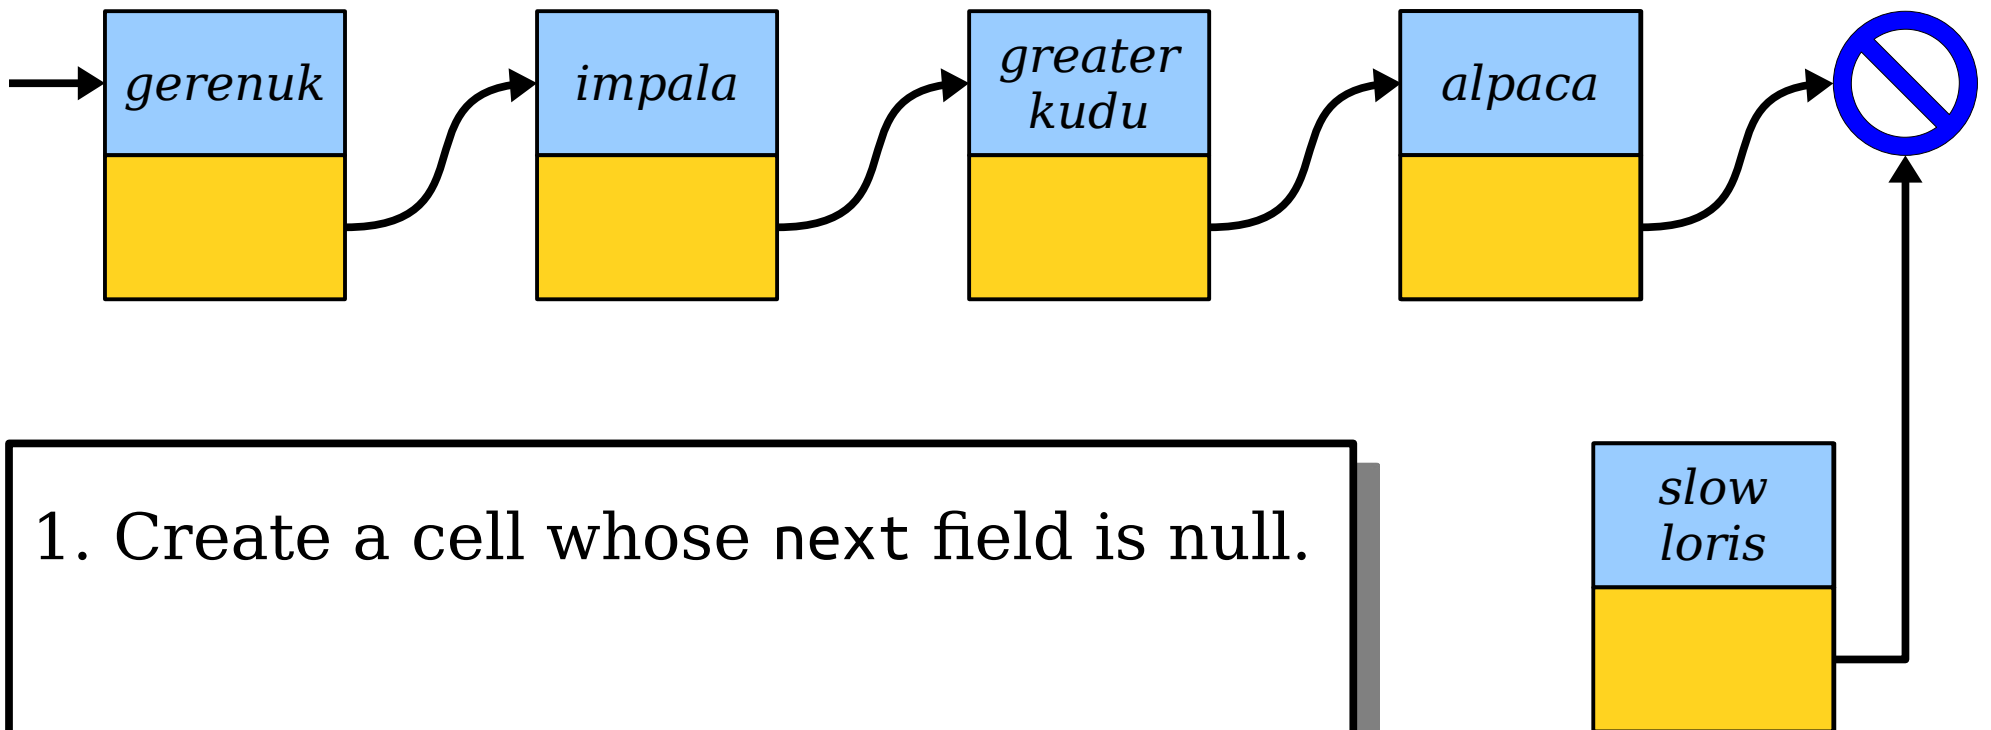 gerenuk
impala
greater
kudu
alpaca
1. Create a cell whose next field is null.
slow
loris